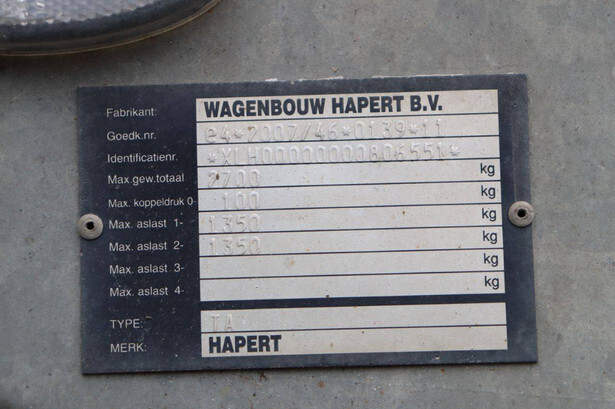 Fabrikant: WAGENBOUW HAPERT B.V.
Goedk.nr. e4*2007/46*0139*11
Identificatienr. *XLH00000000806551*
Max.gew.totaal 2700 kg
Max. koppeldruk 0- 100 kg
Max. aslast 1- 1350 kg
Max. aslast 2- 1350 kg
Max. aslast 3- kg
Max. aslast 4- kg
TYPE: TA
MERK: HAPERT